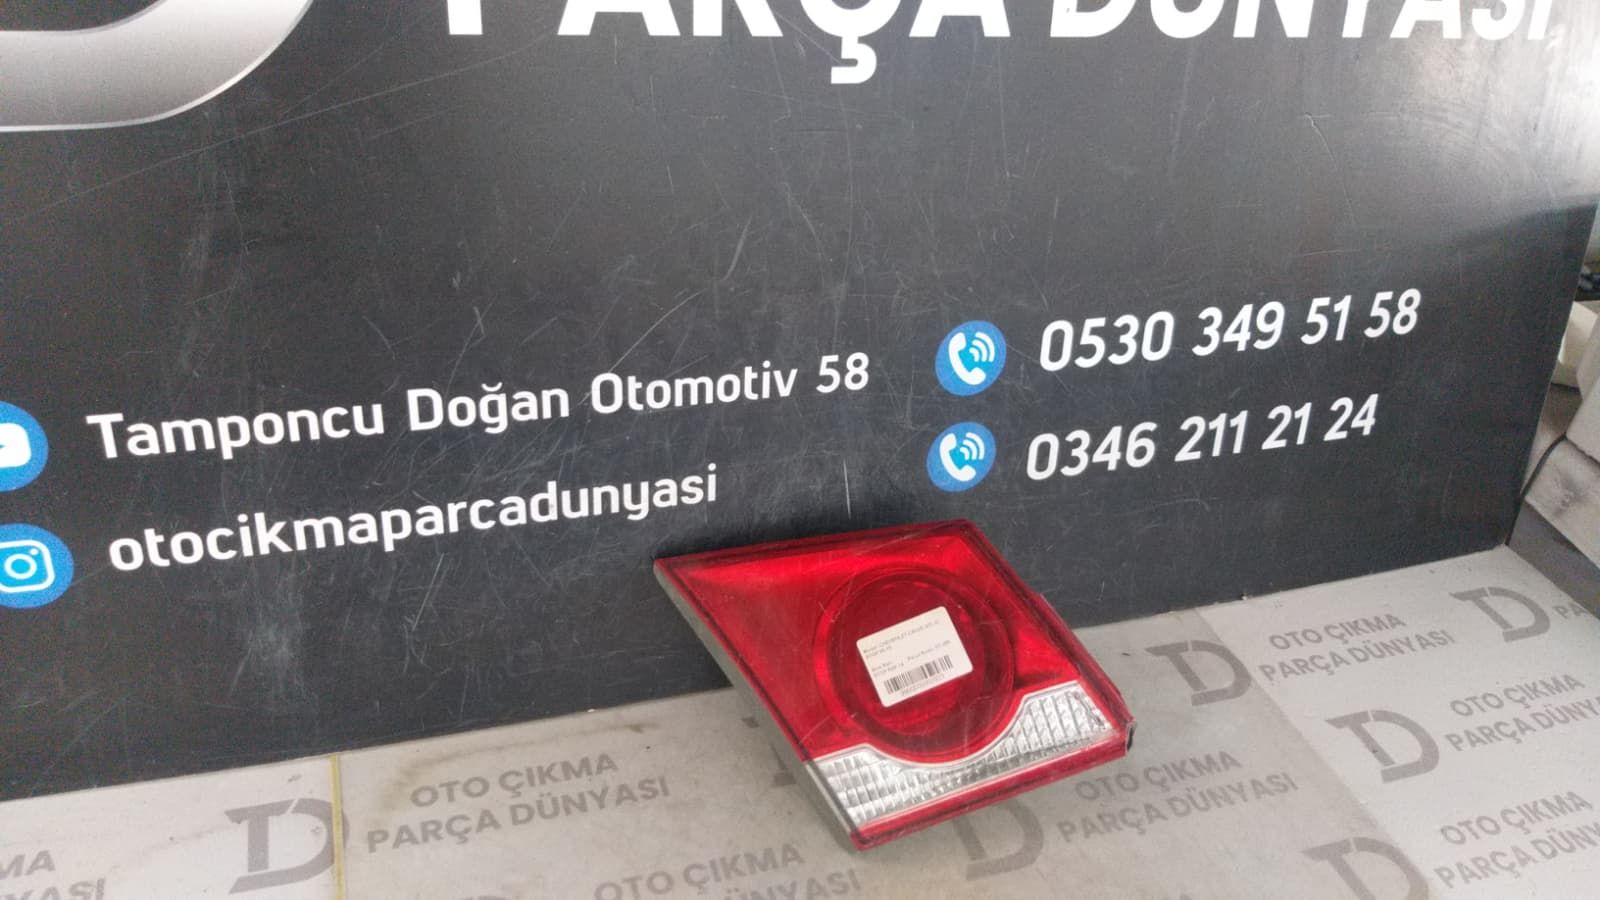 PARÇA DÜNYASI
Tamponcu Doğan Otomotiv 58
otocikmaparcadunyasi
0530 349 51 58
0346 211 21 24
OTO ÇIKMA
PARÇA DÜNYASI
OTO ÇIKMA
PARÇA DÜNYASI
OTO ÇIKMA
PARÇA DÜNYASI
OTO ÇIKMA
PARÇA DÜNYASI
OTO ÇIKMA
PARÇA DÜNYASI
OTO ÇIKMA